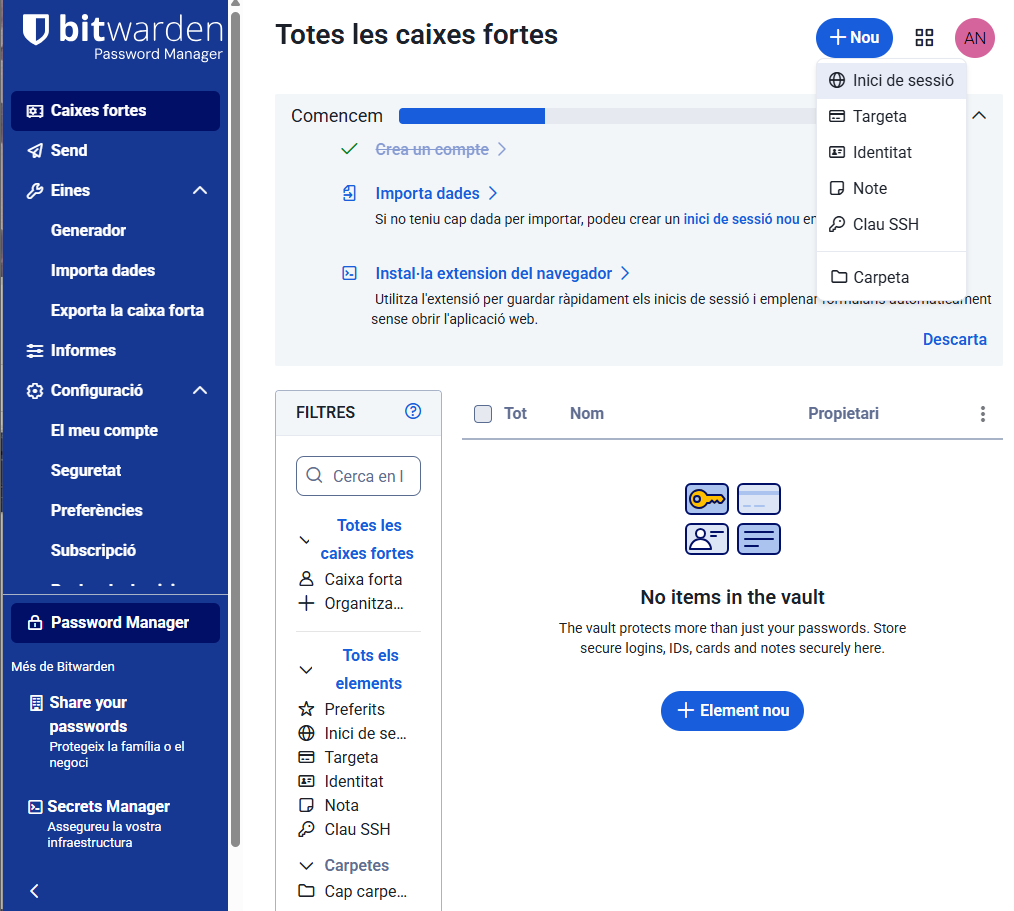 bitwarden
Password Manager
Caixes fortes
Send
Eines
Generador
Importa dades
Exporta la caixa forta
Informes
Configuració
El meu compte
Seguretat
Preferències
Subscripció
Password Manager
Més de Bitwarden
Share your
passwords
Protegeix la família o el
negoci
Secrets Manager
Assegureu la vostra
infraestructura
Totes les caixes fortes
Nou
AN
Inici de sessió
Targeta
Identitat
Note
Clau SSH
Carpeta
Comencem
Crea un compte
Importa dades
Si no teniu cap dada per importar, podeu crear un inici de sessió nou en
Instal·la extension del navegador
Utilitza l'extensió per guardar ràpidament els inicis de sessió i emplenar formularis automàticament
sense obrir l'aplicació web.
Descarta
FILTRES
Cerca en l
Totes les
caixes fortes
Caixa forta
Organitza...
Tots els
elements
Preferits
Inici de se...
Targeta
Identitat
Nota
Clau SSH
Carpetes
Cap carpe...
Tot Nom Propietari
No items in the vault
The vault protects more than just your passwords. Store
secure logins, IDs, cards and notes securely here.
Element nou